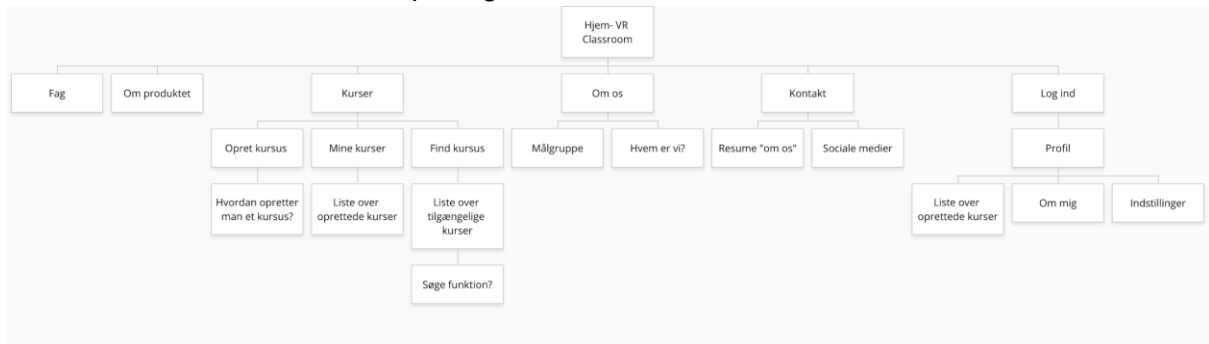 Hjem- VR
Classroom
Fag
Om produktet
Kurser
Om os
Kontakt
Log ind
Opret kursus
Mine kurser
Find kursus
Målgruppe
Hvem er vi?
Resume "om os"
Sociale medier
Profil
Hvordan opretter
man et kursus?
Liste over
oprettede kurser
Liste over
tilgængelige
kurser
Liste over
oprettede kurser
Om mig
Indstillinger
Søge funktion?